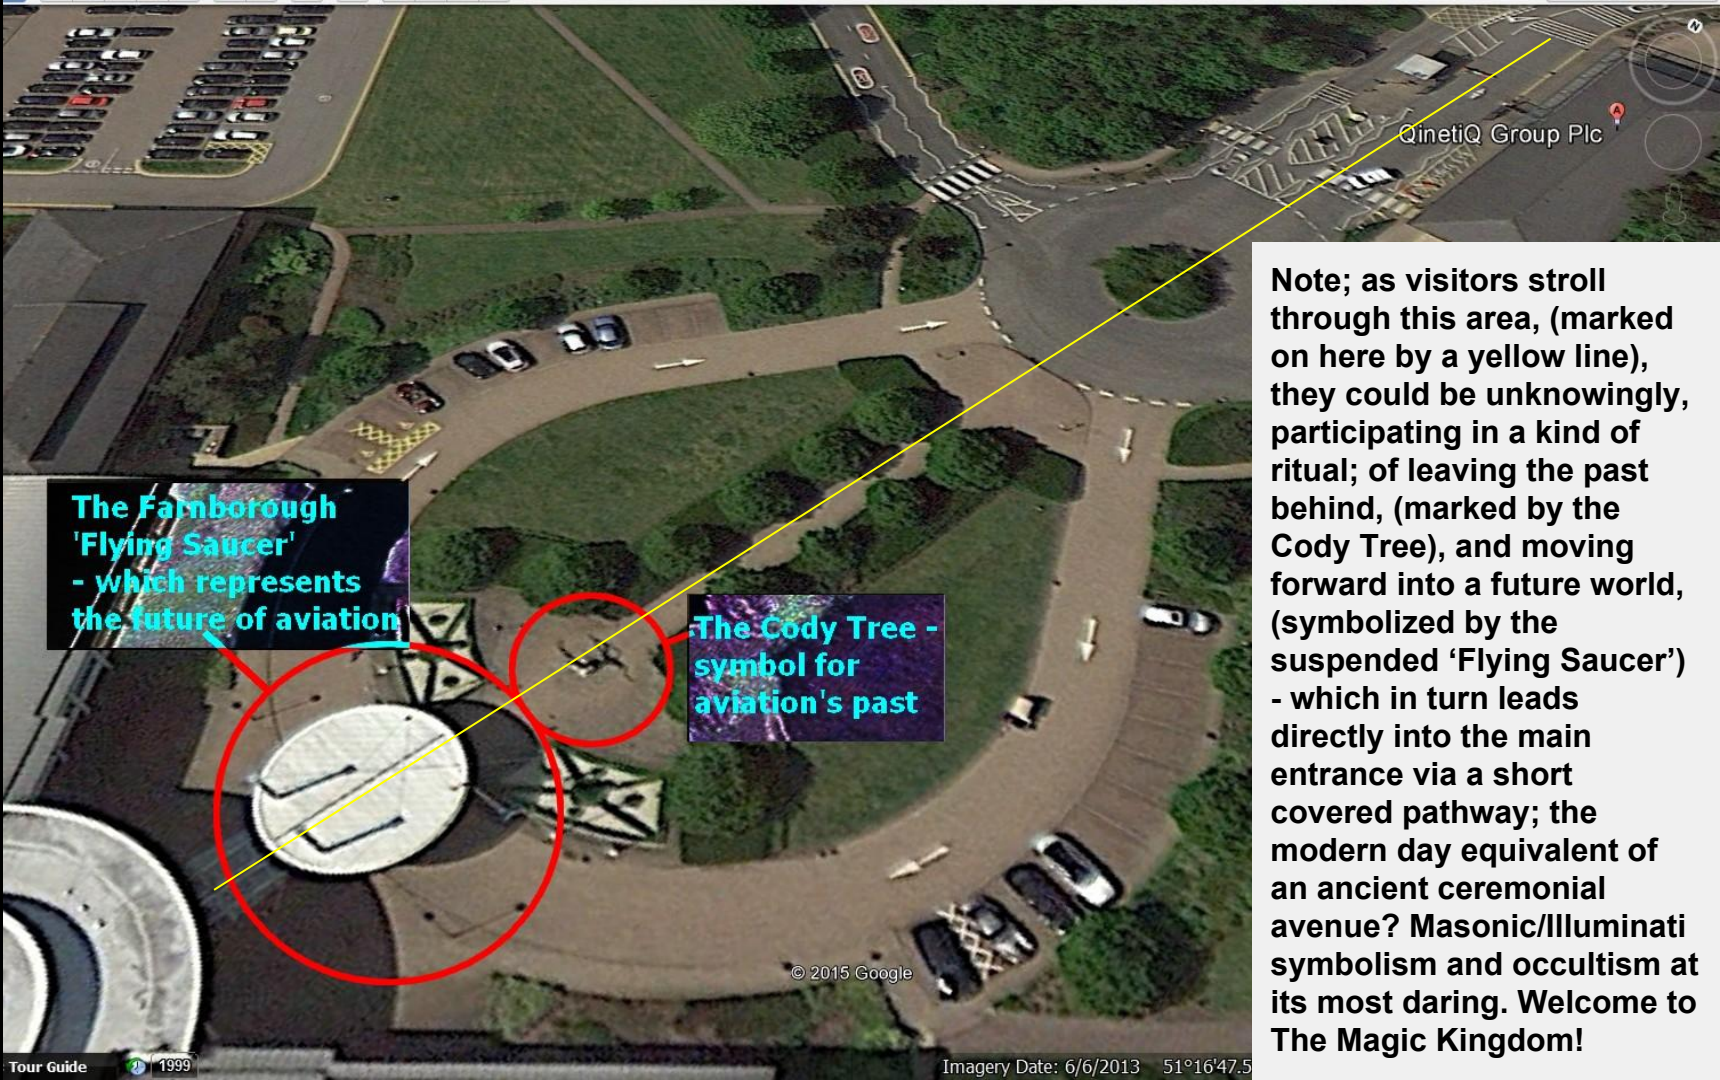 QinetiQ Group Plc
A
N
Note; as visitors stroll
through this area, (marked
on here by a yellow line),
they could be unknowingly,
participating in a kind of
ritual; of leaving the past
behind, (marked by the
Cody Tree), and moving
forward into a future world,
(symbolized by the
suspended ‘Flying Saucer’)
- which in turn leads
directly into the main
entrance via a short
covered pathway; the
modern day equivalent of
an ancient ceremonial
avenue? Masonic/Illuminati
symbolism and occultism at
its most daring. Welcome to
The Magic Kingdom!
The Farnborough
'Flying Saucer'
- which represents
the future of aviation
The Cody Tree -
symbol for
aviation's past
© 2015 Google
Tour Guide
1999
Imagery Date: 6/6/2013 51°16'47.5